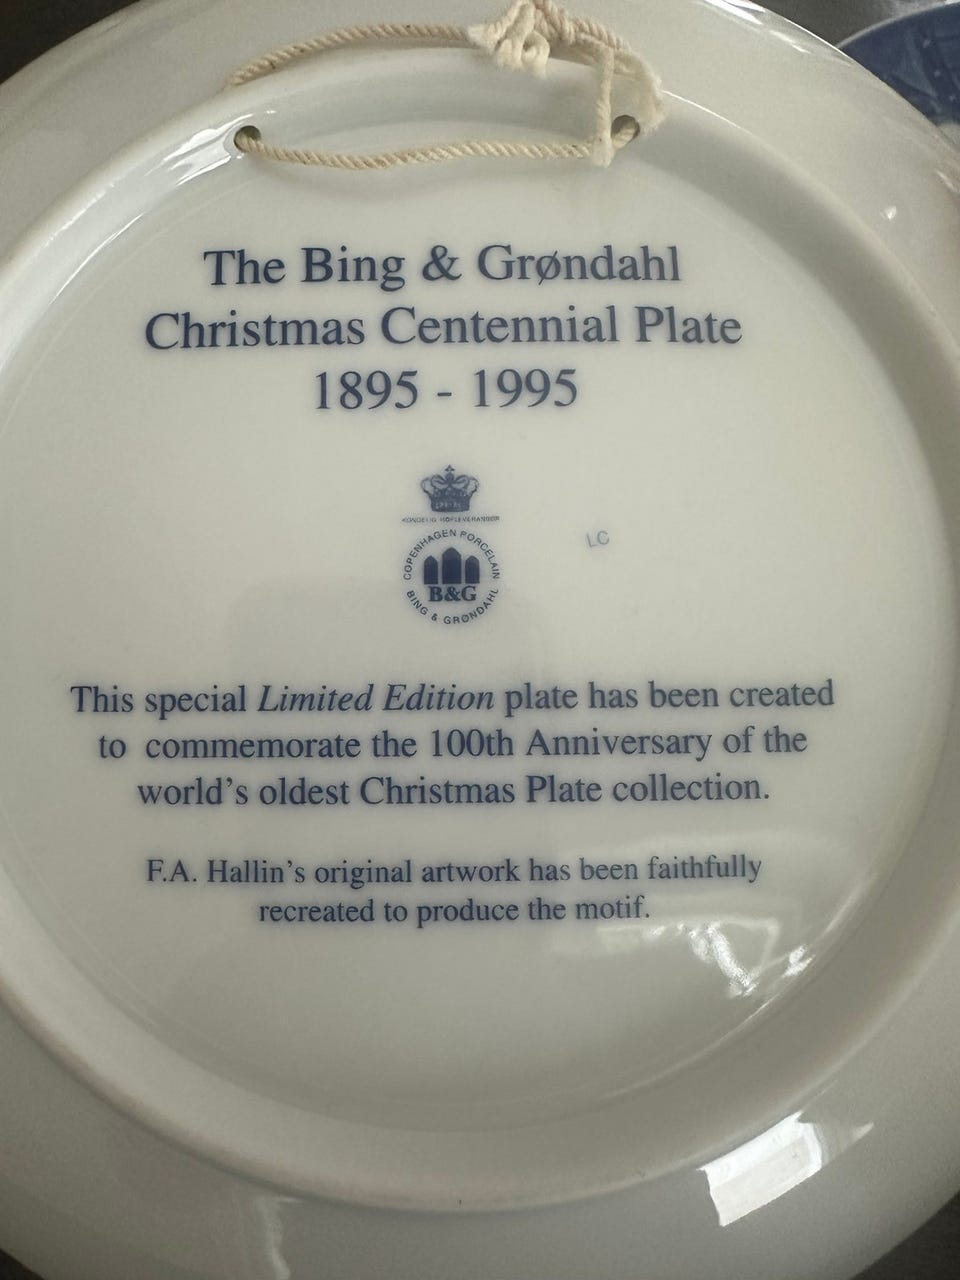 The Bing & Grøndahl
Christmas Centennial Plate
1895 - 1995
KONGELIG HOFLEVERANDØR
COPENHAGEN PORCELAIN
B&G
BING & GRØNDAHL
LC
This special Limited Edition plate has been created
to commemorate the 100th Anniversary of the
world's oldest Christmas Plate collection.
F.A. Hallin's original artwork has been faithfully
recreated to produce the motif.